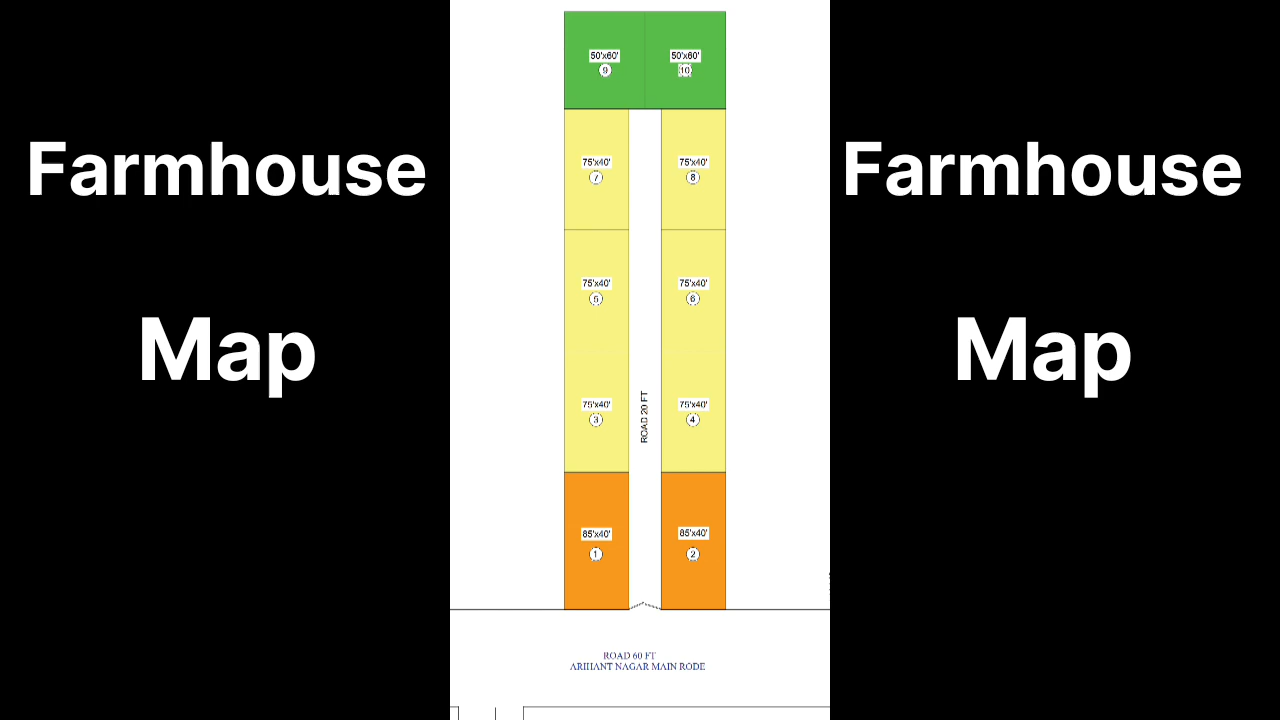 Farmhouse
Map
50'x60'
9
50'x60'
10
75'x40'
7
75'x40'
8
75'x40'
5
75'x40'
6
75'x40'
3
75'x40'
4
ROAD 20 FT
85'x40'
1
85'x40'
2
ROAD 60 FT
ARIHANT NAGAR MAIN RODE
Farmhouse
Map